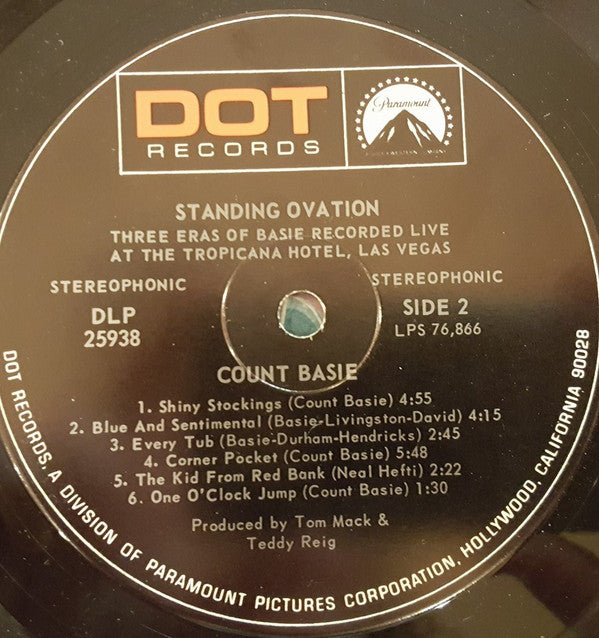 DOT
RECORDS
Paramount
STANDING OVATION
THREE ERAS OF BASIE RECORDED LIVE
AT THE TROPICANA HOTEL, LAS VEGAS
STEREOPHONIC
STEREOPHONIC
DLP
25938
SIDE 2
LPS 76,866
COUNT BASIE
1. Shiny Stockings (Count Basie) 4:55
2. Blue And Sentimental (Basie-Livingston-David) 4:15
3. Every Tub (Basie-Durham-Hendricks) 2:45
4. Corner Pocket (Count Basie) 5:48
5. The Kid From Red Bank (Neal Hefti) 2:22
6. One O'Clock Jump (Count Basie) 1:30
Produced by Tom Mack &
Teddy Reig
DOT RECORDS, A DIVISION OF PARAMOUNT PICTURES CORPORATION, HOLLYWOOD, CALIFORNIA 90028